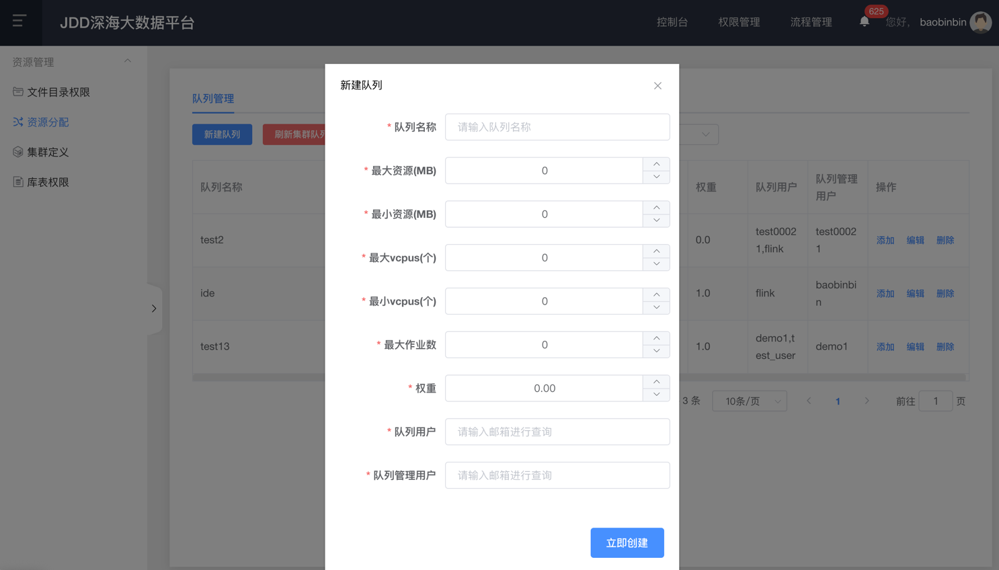 JDD深海大数据平台
控制台
权限管理
流程管理
625
您好，
baobinbin
资源管理
文件目录权限
资源分配
集群定义
库表权限
队列管理
新建队列
刷新集群队列
队列名称
权重
队列用户
队列管理
用户
操作
test2
0.0
test0002
1,flink
test0002
1
添加 编辑 删除
ide
1.0
flink
baobinbi
n
添加 编辑 删除
test13
1.0
demo1,t
est_user
demo1
添加 编辑 删除
3 条
10条/页
1
前往 1 页
新建队列
* 队列名称
请输入队列名称
* 最大资源(MB)
0
* 最小资源(MB)
0
* 最大vcpus(个)
0
* 最小vcpus(个)
0
* 最大作业数
0
* 权重
0.00
* 队列用户
请输入邮箱进行查询
* 队列管理用户
请输入邮箱进行查询
立即创建